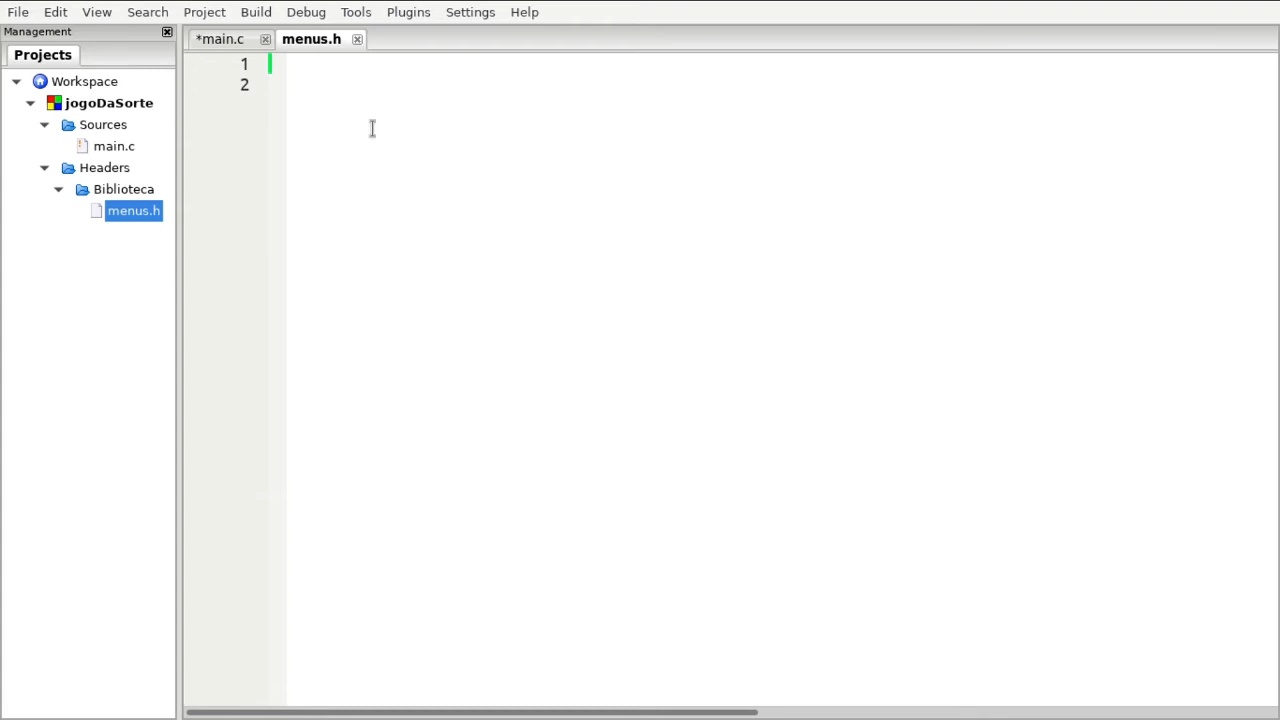 File Edit View Search Project Build Debug Tools Plugins Settings Help
Management
Projects
Workspace
jogoDaSorte
Sources
main.c
Headers
Biblioteca
menus.h
*main.c menus.h
1
2